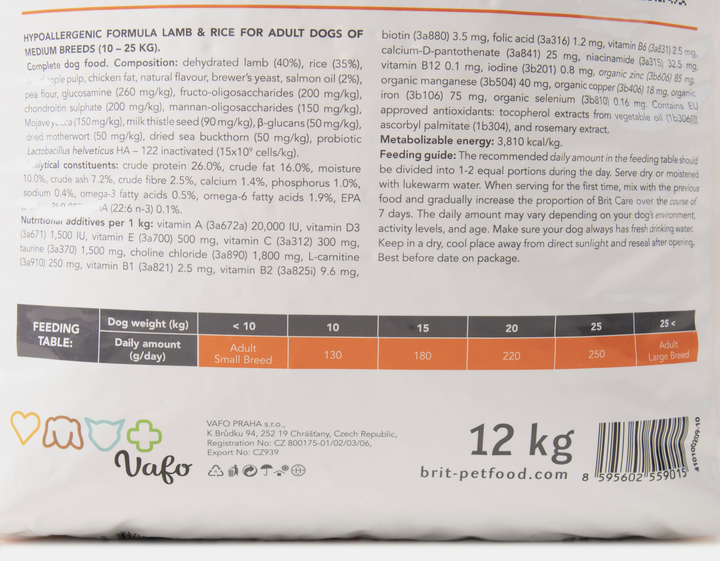 HYPOALLERGENIC FORMULA LAMB & RICE FOR ADULT DOGS OF
MEDIUM BREEDS (10 – 25 KG).
Complete dog food. Composition: dehydrated lamb (40%), rice (35%),
apple pulp, chicken fat, natural flavour, brewer's yeast, salmon oil (2%),
pea flour, glucosamine (260 mg/kg), fructo-oligosaccharides (200 mg/kg),
chondroitin sulphate (200 mg/kg), mannan-oligosaccharides (150 mg/kg),
Mojave yucca (150 mg/kg), milk thistle seed (90 mg/kg), β-glucans (50 mg/kg),
dried motherwort (50 mg/kg), dried sea buckthorn (50 mg/kg), probiotic
Lactobacillus helveticus HA – 122 inactivated (15x10⁹ cells/kg).
Analytical constituents: crude protein 26.0%, crude fat 16.0%, moisture
10.0%, crude ash 7.2%, crude fibre 2.5%, calcium 1.4%, phosphorus 1.0%,
sodium 0.4%, omega-3 fatty acids 0.5%, omega-6 fatty acids 1.9%, EPA
(22:6 n-3) 0.1%.
Nutritional additives per 1 kg: vitamin A (3a672a) 20,000 IU, vitamin D3
(3a671) 1,500 IU, vitamin E (3a700) 500 mg, vitamin C (3a312) 300 mg,
taurine (3a370) 1,500 mg, choline chloride (3a890) 1,800 mg, L-carnitine
(3a910) 250 mg, vitamin B1 (3a821) 2.5 mg, vitamin B2 (3a825i) 9.6 mg,
biotin (3a880) 3.5 mg, folic acid (3a316) 1.2 mg, vitamin B6 (3a831) 2.5 mg,
calcium-D-pantothenate (3a841) 25 mg, niacinamide (3a315) 32.5 mg,
vitamin B12 0.1 mg, iodine (3b201) 0.8 mg, organic zinc (3b606) 85 mg,
organic manganese (3b504) 40 mg, organic copper (3b406) 18 mg, organic
iron (3b106) 75 mg, organic selenium (3b810) 0.16 mg. Contains EU
approved antioxidants: tocopherol extracts from vegetable oil (1b306(i)),
ascorbyl palmitate (1b304), and rosemary extract.
Metabolizable energy: 3,810 kcal/kg.
Feeding guide: The recommended daily amount in the feeding table should
be divided into 1-2 equal portions during the day. Serve dry or moistened
with lukewarm water. When serving for the first time, mix with the previous
food and gradually increase the proportion of Brit Care over the course of
7 days. The daily amount may vary depending on your dog's environment,
activity levels, and age. Make sure your dog always has fresh drinking water.
Keep in a dry, cool place away from direct sunlight and reseal after opening.
Best before date on package.
FEEDING TABLE:
Dog weight (kg) < 10 10 15 20 25 25 <
Daily amount (g/day) Adult Small Breed 130 180 220 250 Adult Large Breed
Vafo
VAFO PRAHA s.r.o.,
K Brůdku 94, 252 19 Chrášťany, Czech Republic,
Registration No: CZ 800175-01/02/03/06,
Export No: CZ939
12 kg
brit-petfood.com
8 595602 559015
410100209-10